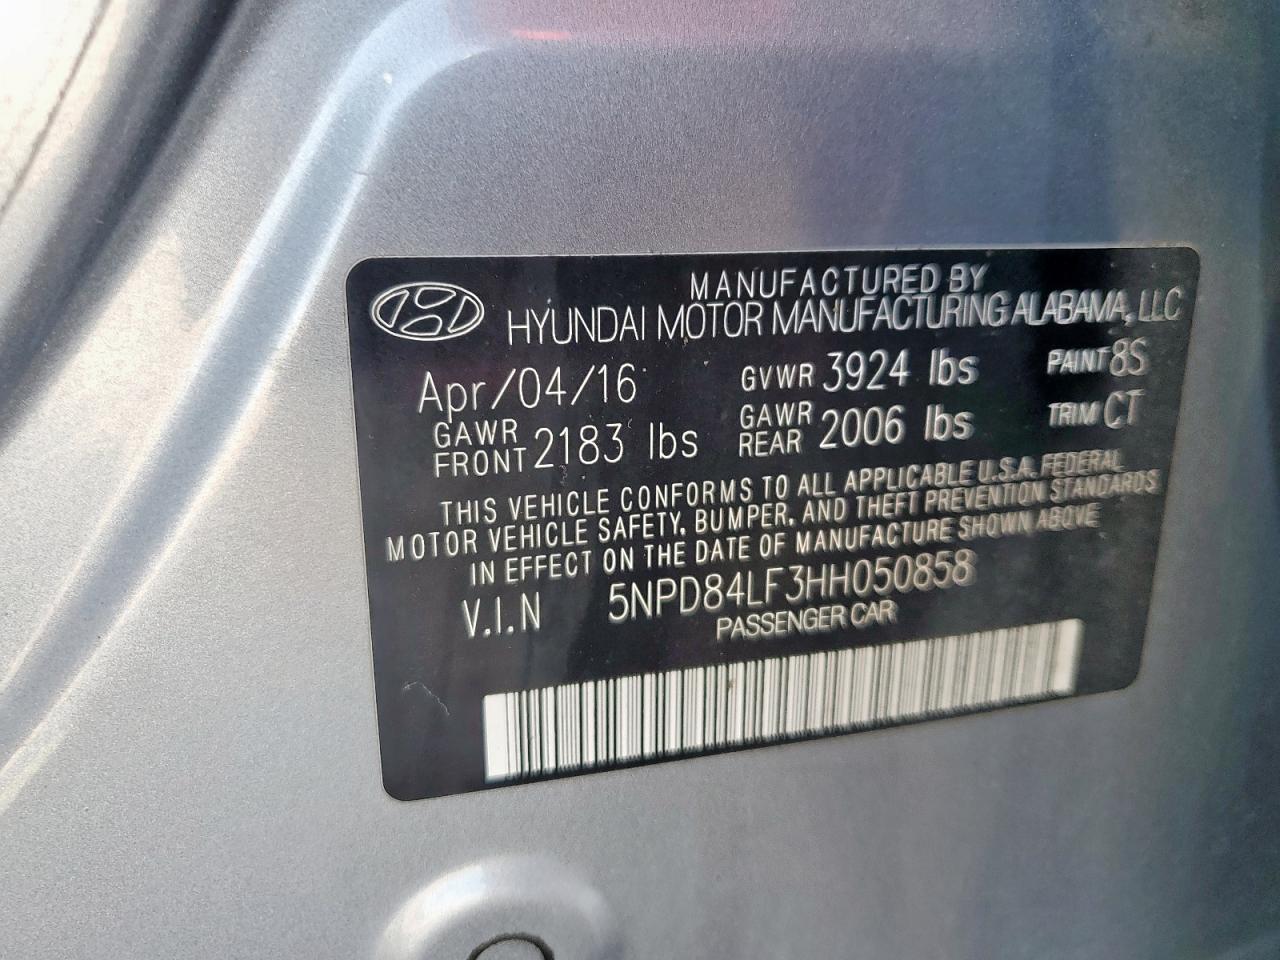 MANUFACTURED BY
HYUNDAI MOTOR MANUFACTURING ALABAMA, LLC
Apr/04/16 GVWR 3924 lbs PAINT 8S
GAWR FRONT 2183 lbs GAWR REAR 2006 lbs TRIM CT
THIS VEHICLE CONFORMS TO ALL APPLICABLE U.S.A. FEDERAL
MOTOR VEHICLE SAFETY, BUMPER, AND THEFT PREVENTION STANDARDS
IN EFFECT ON THE DATE OF MANUFACTURE SHOWN ABOVE
V.I.N 5NPD84LF3HH050858
PASSENGER CAR